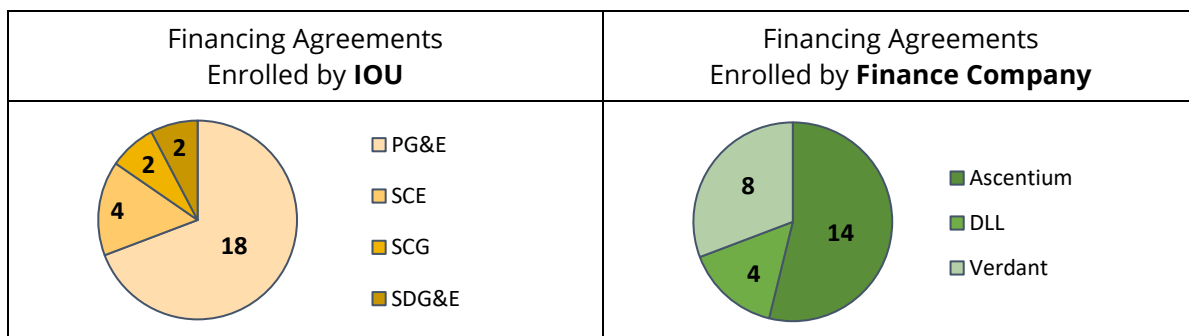 Financing Agreements
Enrolled by IOU
Financing Agreements
Enrolled by Finance Company
2
2
4
18
PG&E
SCE
SCG
SDG&E
8
14
4
Ascentium
DLL
Verdant